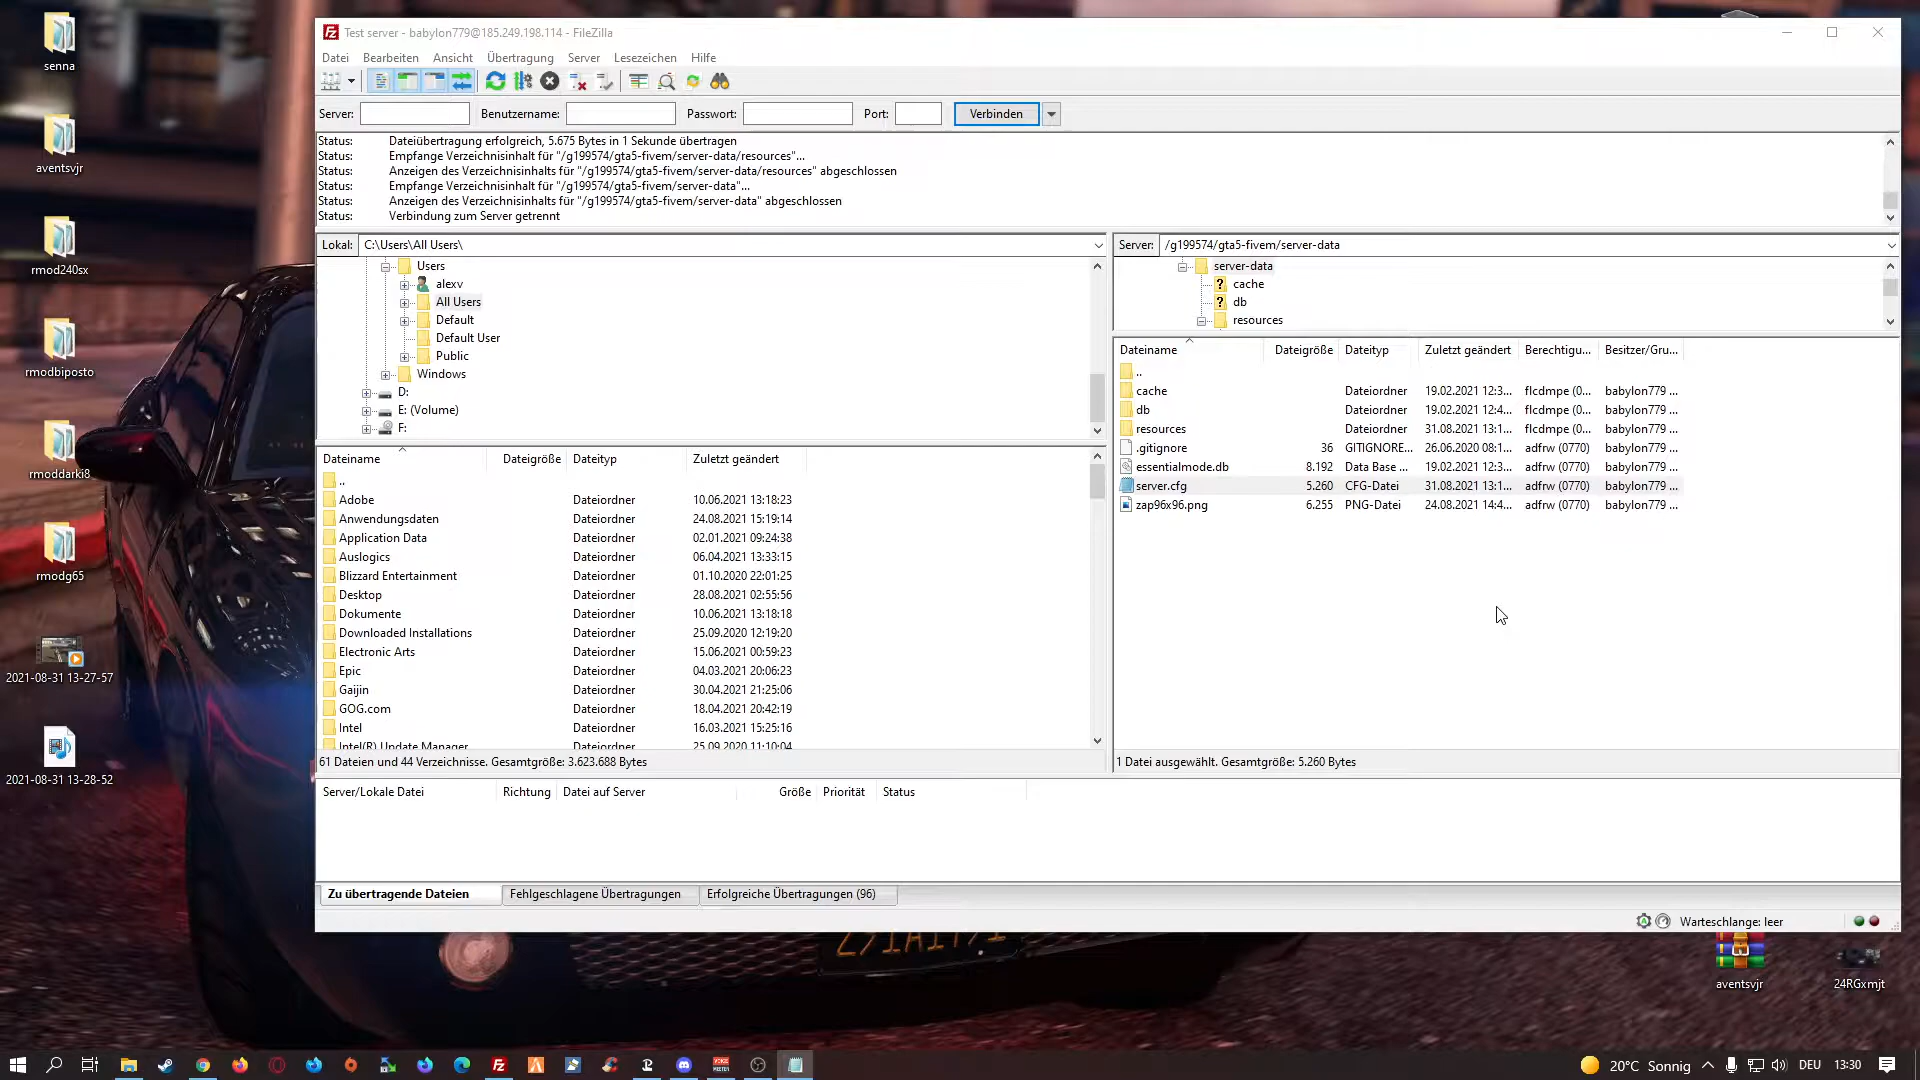 senna
aventsvjr
rmod240sx
rmodbiposto
rmoddarki8
rmodg65
2021-08-31 13-27-57
2021-08-31 13-28-52
Test server - babylon779@185.249.198.114 - FileZilla
Datei Bearbeiten Ansicht Übertragung Server Lesezeichen Hilfe
Server: Benutzername: Passwort: Port: Verbinden
Status: Dateiübertragung erfolgreich, 5.675 Bytes in 1 Sekunde übertragen
Status: Empfange Verzeichnisinhalt für "/g199574/gta5-fivem/server-data/resources"...
Status: Anzeigen des Verzeichnisinhalts für "/g199574/gta5-fivem/server-data/resources" abgeschlossen
Status: Empfange Verzeichnisinhalt für "/g199574/gta5-fivem/server-data"...
Status: Anzeigen des Verzeichnisinhalts für "/g199574/gta5-fivem/server-data" abgeschlossen
Status: Verbindung zum Server getrennt
Lokal: C:\Users\All Users\
Users
alexv
All Users
Default
Default User
Public
Windows
D:
E: (Volume)
F:
Dateiname Dateigröße Dateityp Zuletzt geändert
..
Adobe Dateiordner 10.06.2021 13:18:23
Anwendungsdaten Dateiordner 24.08.2021 15:19:14
Application Data Dateiordner 02.01.2021 09:24:38
Auslogics Dateiordner 06.04.2021 13:33:15
Blizzard Entertainment Dateiordner 01.10.2020 22:01:25
Desktop Dateiordner 28.08.2021 02:55:56
Dokumente Dateiordner 10.06.2021 13:18:18
Downloaded Installations Dateiordner 25.09.2020 12:19:20
Electronic Arts Dateiordner 15.06.2021 00:59:23
Epic Dateiordner 04.03.2021 20:06:23
Gaijin Dateiordner 30.04.2021 21:25:06
GOG.com Dateiordner 18.04.2021 20:42:19
Intel Dateiordner 16.03.2021 15:25:16
Intel(R) Update Manager Dateiordner 25.09.2020 11:10:04
61 Dateien und 44 Verzeichnisse. Gesamtgröße: 3.623.688 Bytes
Server: /g199574/gta5-fivem/server-data
server-data
? cache
? db
resources
Dateiname Dateigröße Dateityp Zuletzt geändert Berechtigu... Besitzer/Gru...
..
cache Dateiordner 19.02.2021 12:3... flcdmpe (0... babylon779 ...
db Dateiordner 19.02.2021 12:4... flcdmpe (0... babylon779 ...
resources Dateiordner 31.08.2021 13:1... flcdmpe (0... babylon779 ...
.gitignore 36 GITIGNORE... 26.06.2020 08:1... adfrw (0770) babylon779 ...
essentialmode.db 8.192 Data Base ... 19.02.2021 12:3... adfrw (0770) babylon779 ...
server.cfg 5.260 CFG-Datei 31.08.2021 13:1... adfrw (0770) babylon779 ...
zap96x96.png 6.255 PNG-Datei 24.08.2021 14:4... adfrw (0770) babylon779 ...
1 Datei ausgewählt. Gesamtgröße: 5.260 Bytes
Server/Lokale Datei Richtung Datei auf Server Größe Priorität Status
Zu übertragende Dateien Fehlgeschlagene Übertragungen Erfolgreiche Übertragungen (96)
Warteschlange: leer
aventsvjr
24RGxmjt
20°C Sonnig DEU 13:30